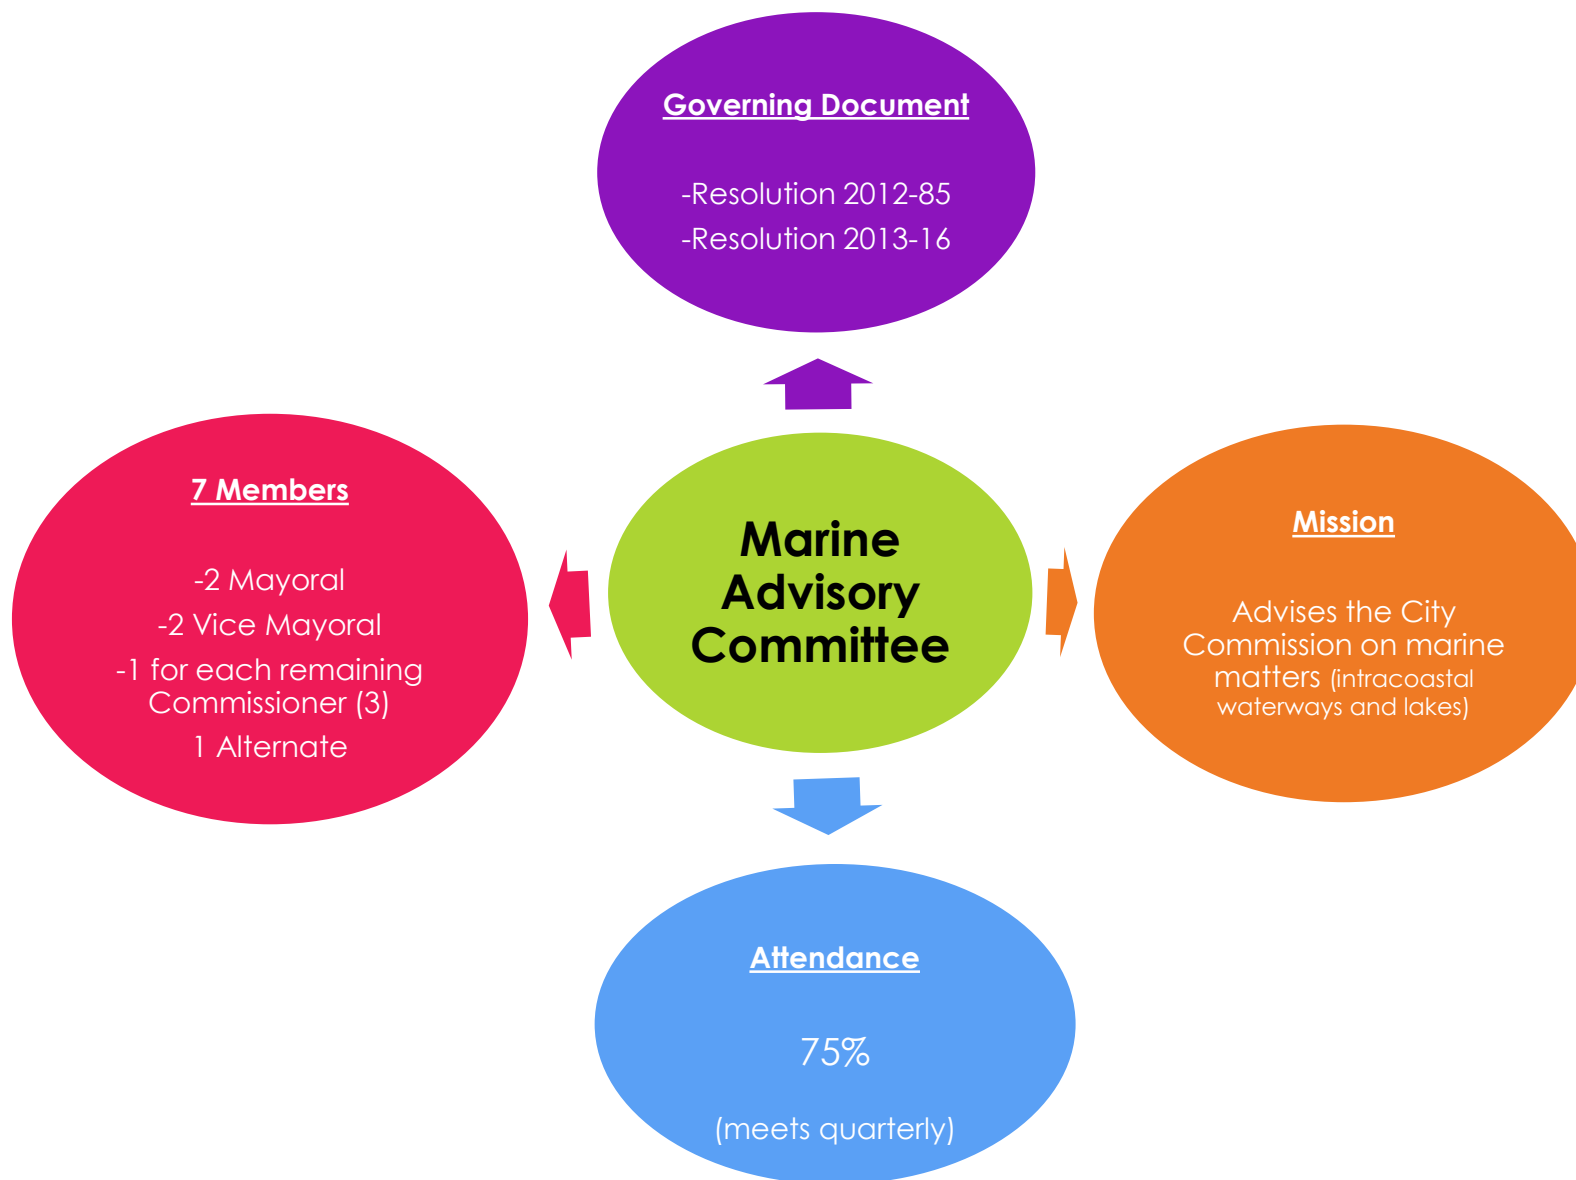 Governing Document
-Resolution 2012-85
-Resolution 2013-16
7 Members
-2 Mayoral
-2 Vice Mayoral
-1 for each remaining
Commissioner (3)
1 Alternate
Marine
Advisory
Committee
Mission
Advises the City
Commission on marine
matters (intracoastal
waterways and lakes)
Attendance
75%
(meets quarterly)